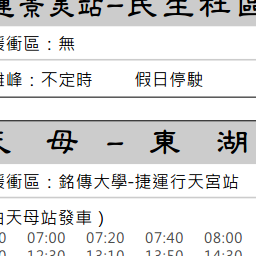 運景美站-民生社區
緩衝區：無
離峰：不定時 假日停駛
天 母 - 東 湖
緩衝區：銘傳大學-捷運行天宮站
由天母站發車）
07:00 07:20 07:40 08:00
12:30 13:10 13:50 14:30